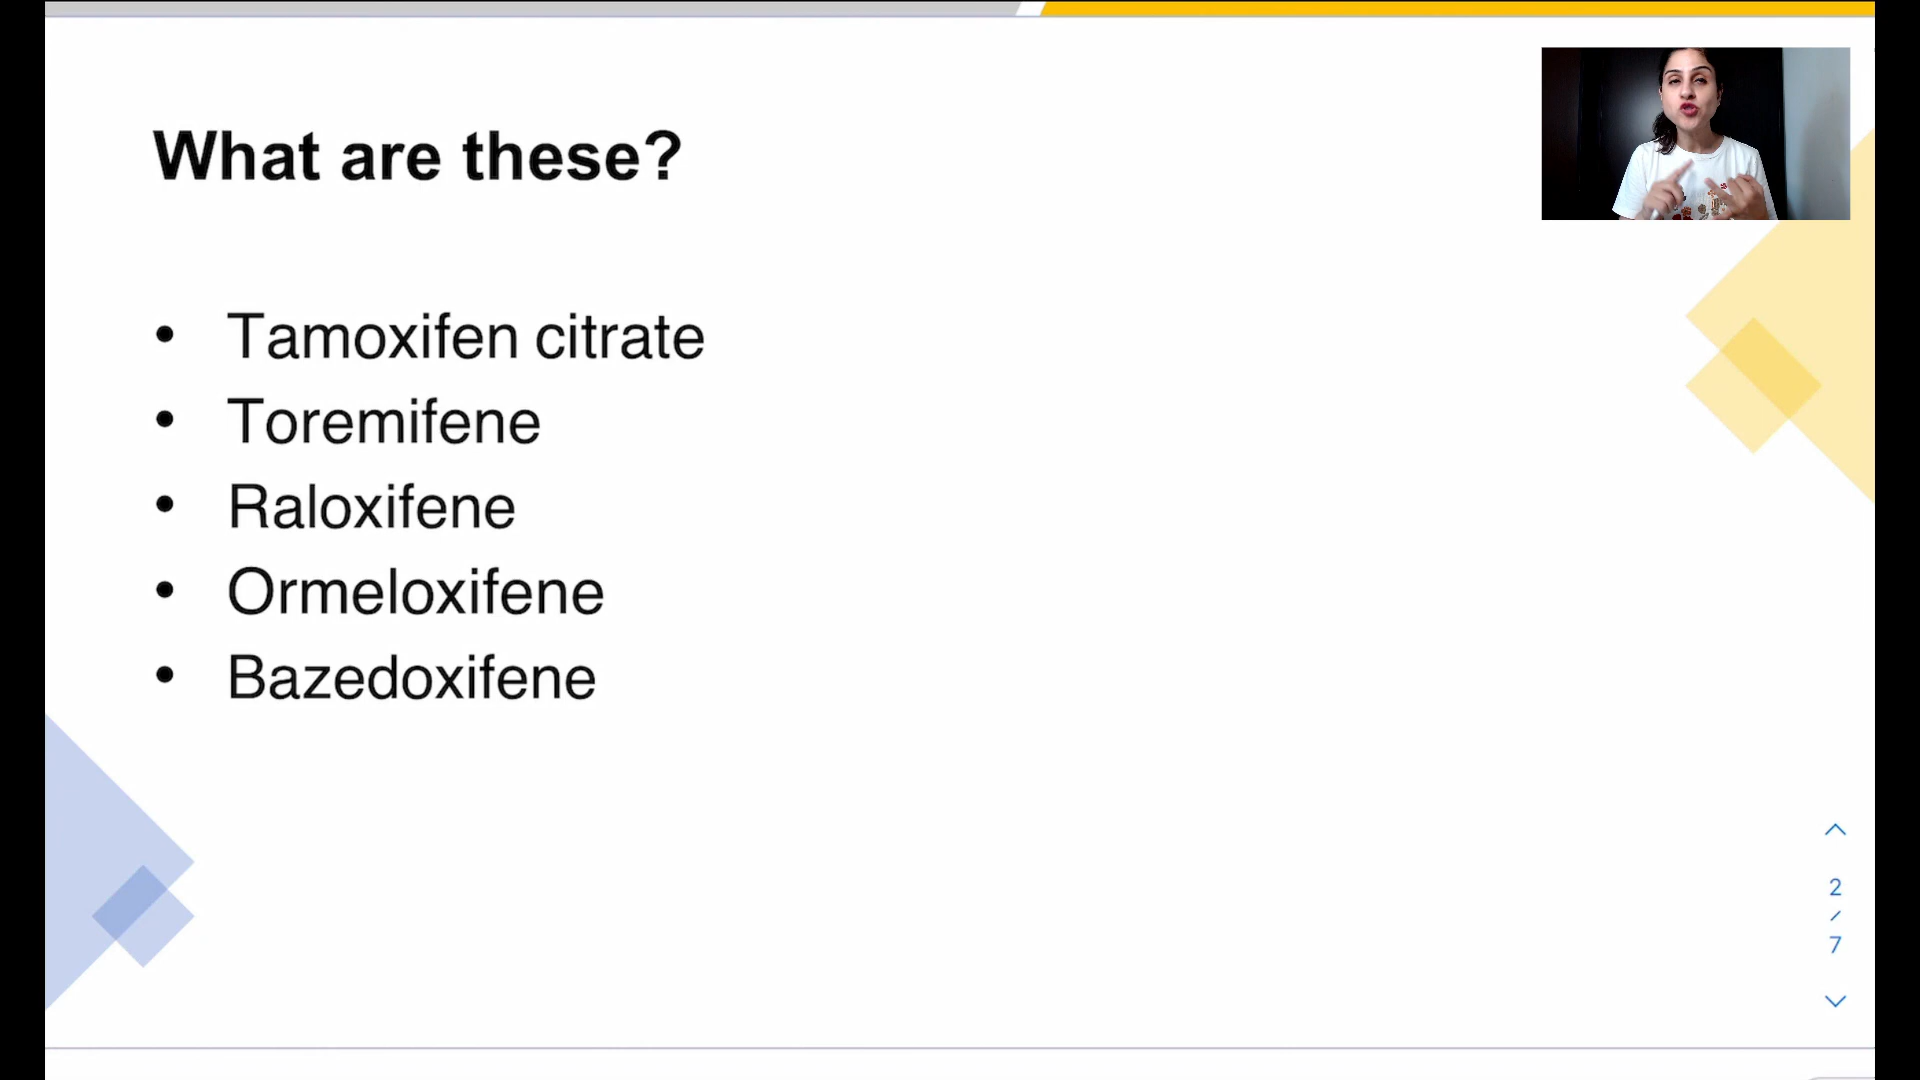 What are these?
• Tamoxifen citrate
• Toremifene
• Raloxifene
• Ormeloxifene
• Bazedoxifene
2
/
7